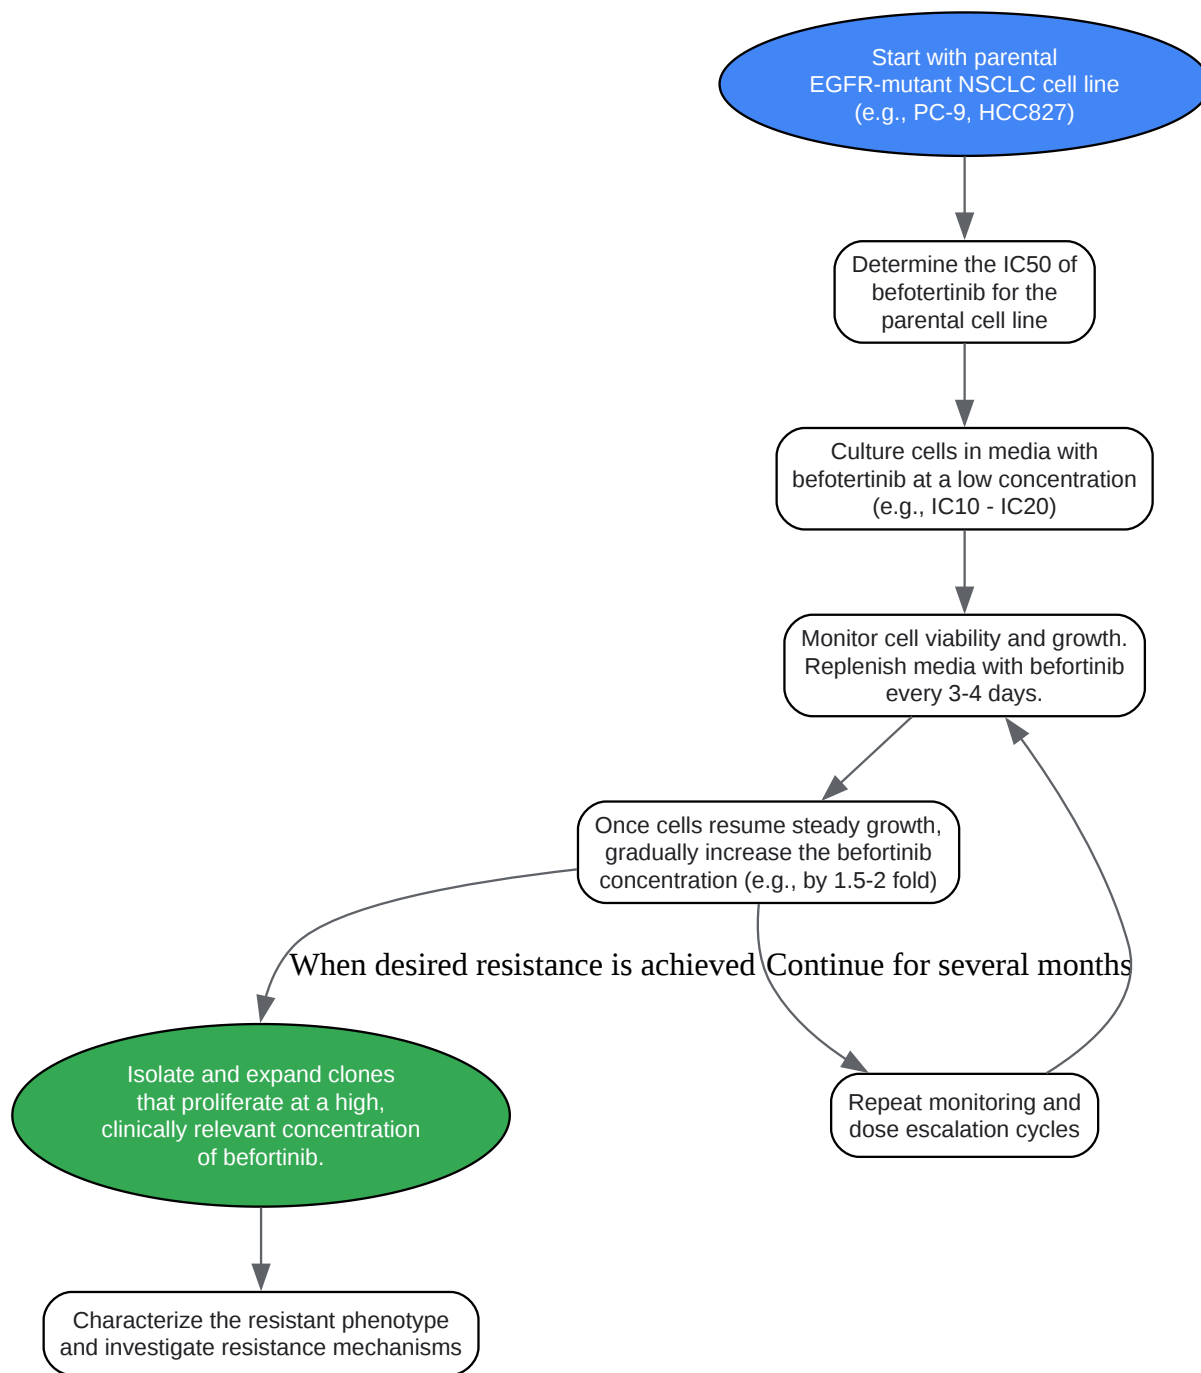 Start with parental
EGFR-mutant NSCLC cell line
(e.g., PC-9, HCC827)
Determine the IC50 of
befotertinib for the
parental cell line
Culture cells in media with
befotertinib at a low concentration
(e.g., IC10 - IC20)
Monitor cell viability and growth.
Replenish media with befortinib
every 3-4 days.
Once cells resume steady growth,
gradually increase the befortinib
concentration (e.g., by 1.5-2 fold)
When desired resistance is achieved
Continue for several months
Isolate and expand clones
that proliferate at a high,
clinically relevant concentration
of befortinib.
Repeat monitoring and
dose escalation cycles
Characterize the resistant phenotype
and investigate resistance mechanisms